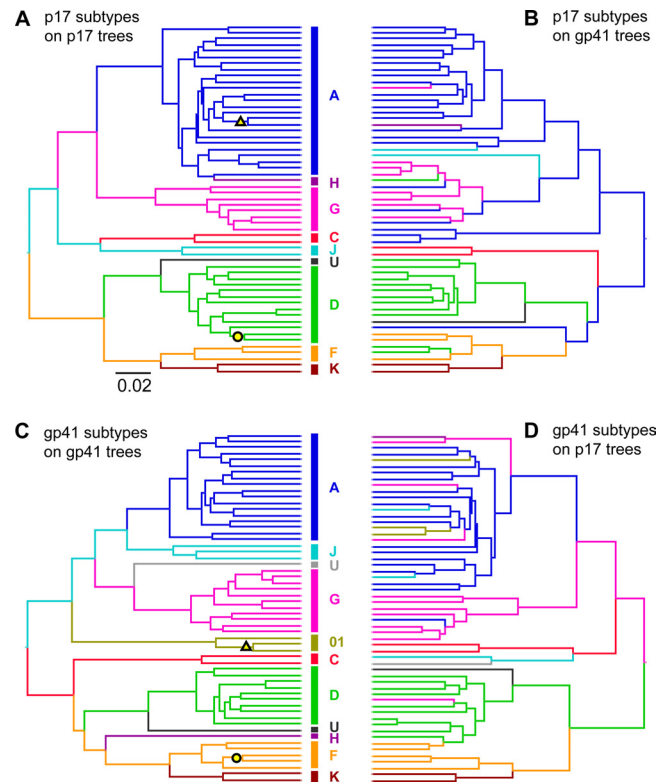 A
p17 subtypes
on p17 trees
p17 subtypes
on gp41 trees
B
A
H
G
C
J
U
D
F
K
0.02
C
gp41 subtypes
on gp41 trees
D
gp41 subtypes
on p17 trees
A
J
U
G
01
C
D
U
H
F
K